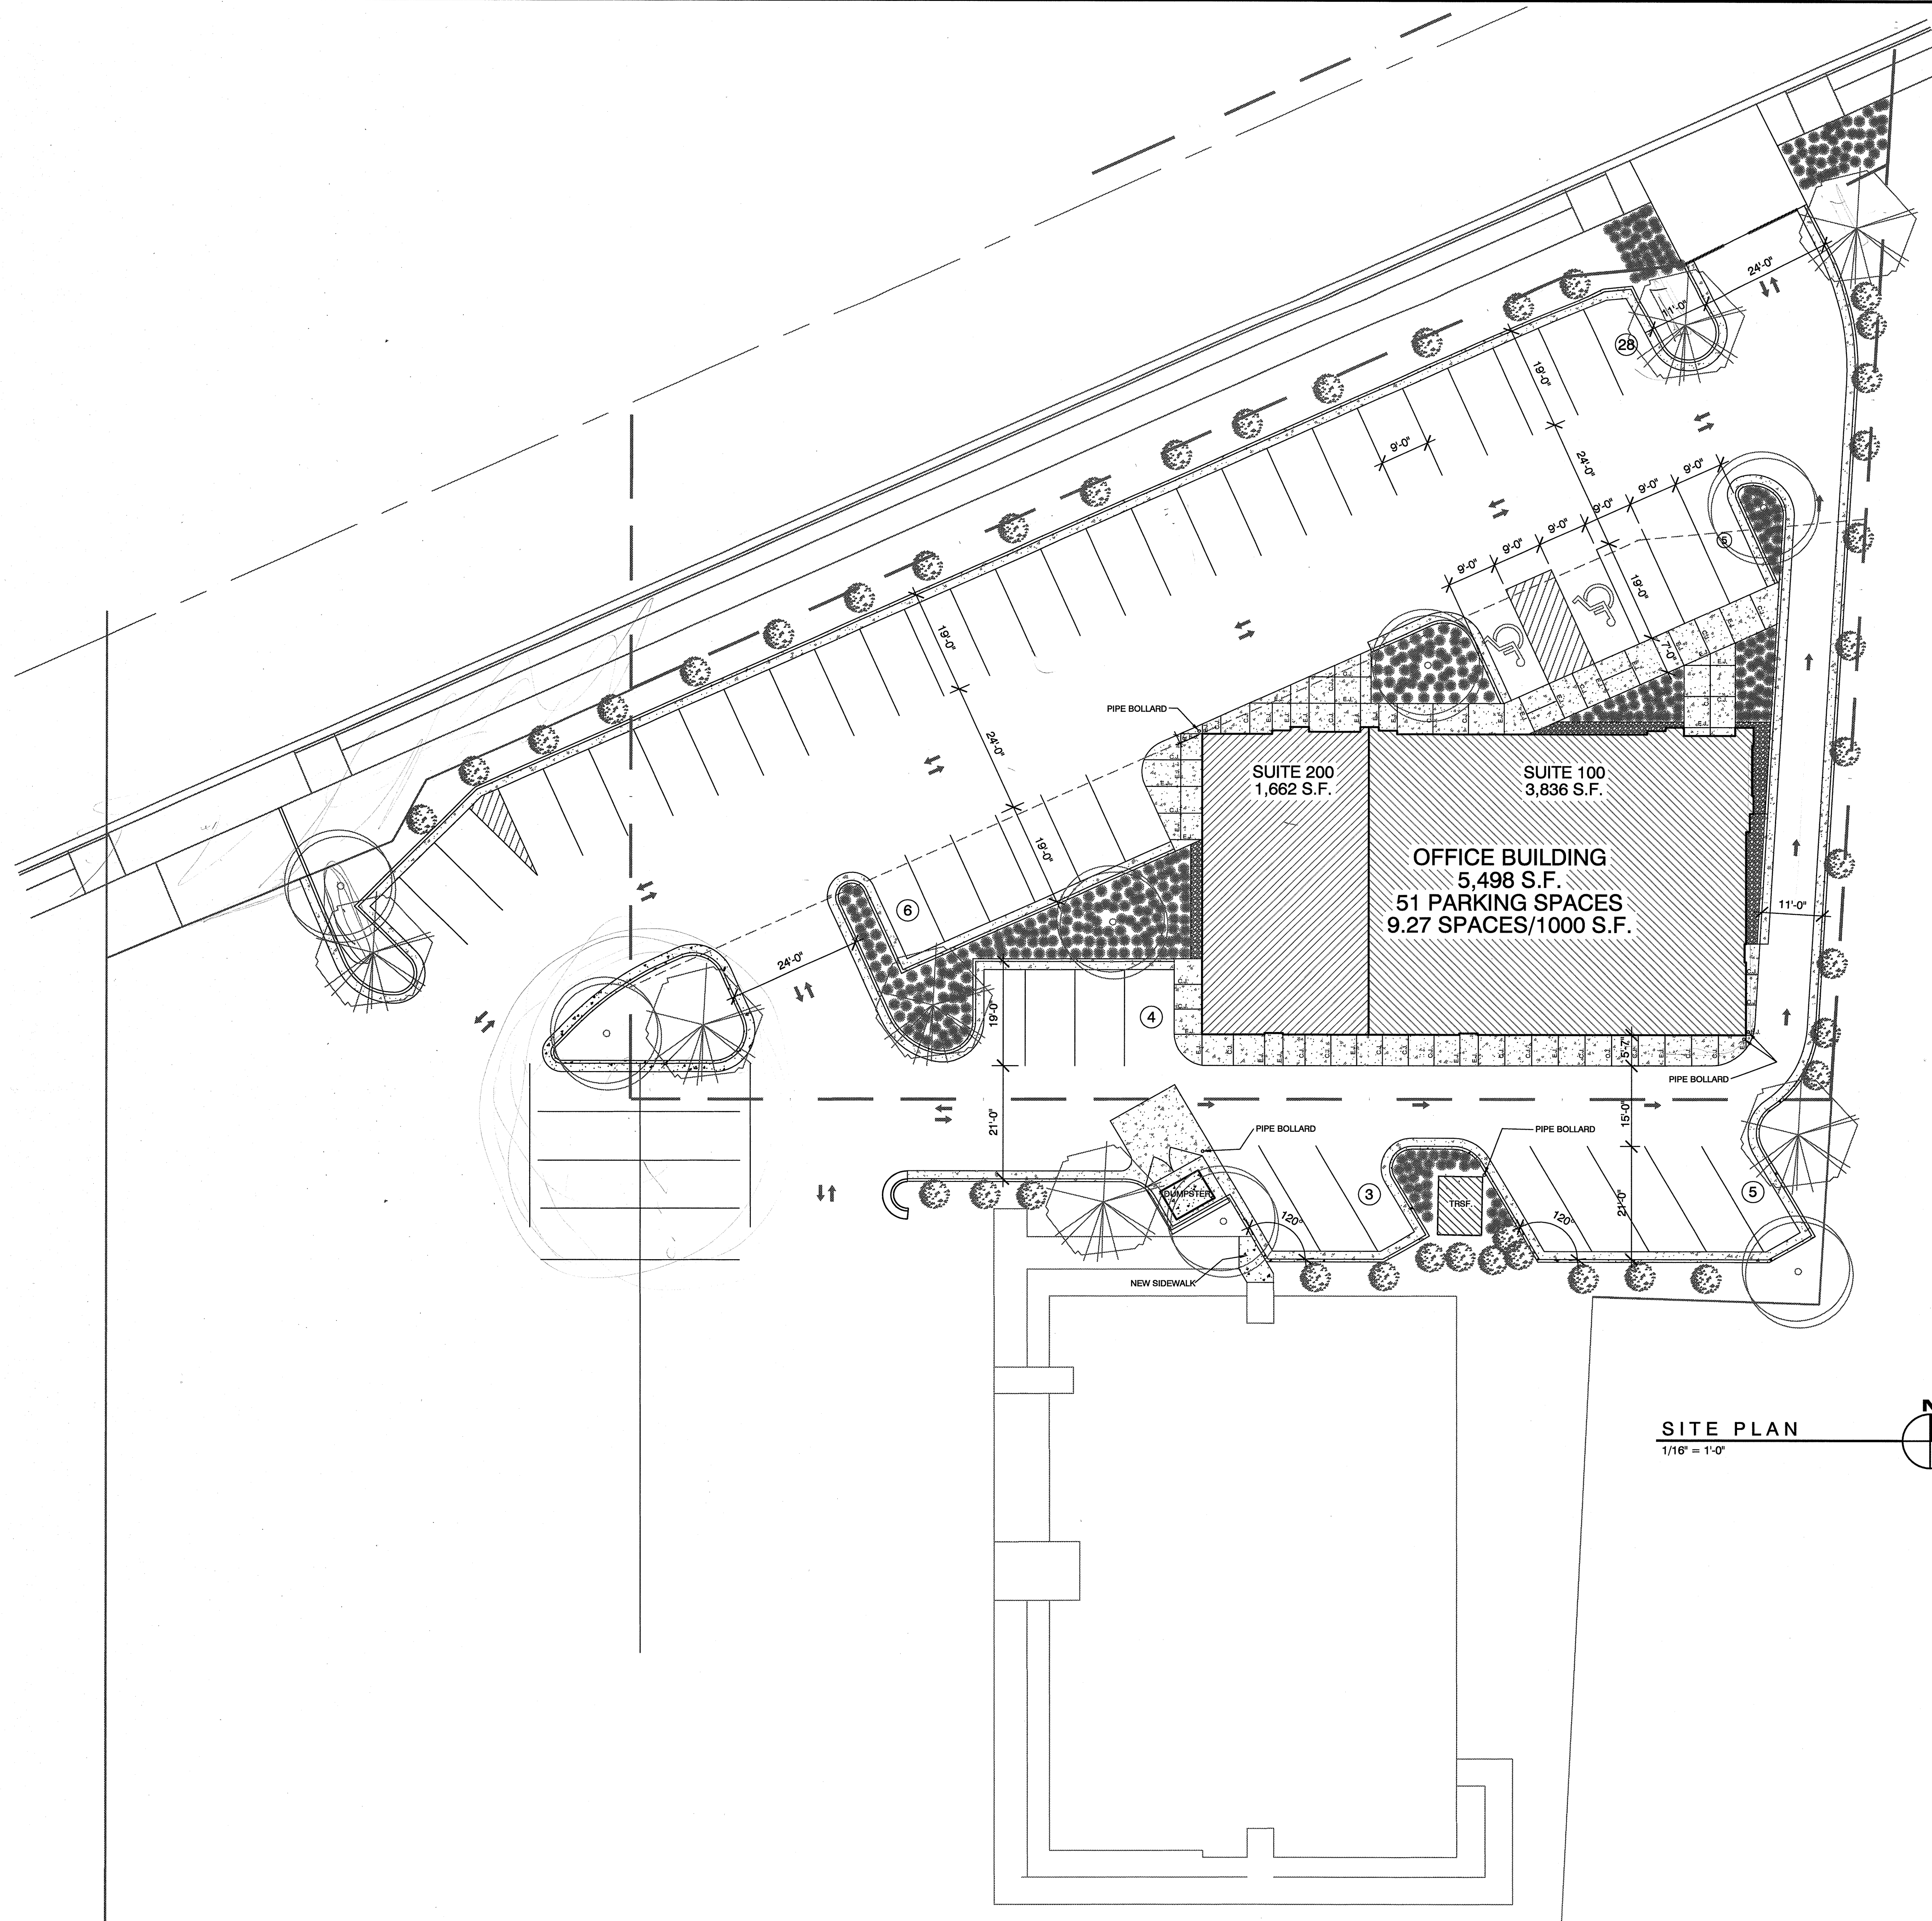 24'-0"
11'-0"
28
19'-0"
9'-0"
24'-0"
9'-0"
9'-0"
9'-0"
9'-0"
9'-0"
9'-0"
5
19'-0"
7'-0"
19'-0"
24'-0"
19'-0"
PIPE BOLLARD
SUITE 200
1,662 S.F.
SUITE 100
3,836 S.F.
OFFICE BUILDING
5,498 S.F.
51 PARKING SPACES
9.27 SPACES/1000 S.F.
11'-0"
6
24'-0"
19'-0"
4
5'-7"
PIPE BOLLARD
21'-0"
15'-0"
PIPE BOLLARD
PIPE BOLLARD
DUMPSTER
3
TRSF.
5
21'-0"
120°
120°
NEW SIDEWALK
N
SITE PLAN
1/16" = 1'-0"